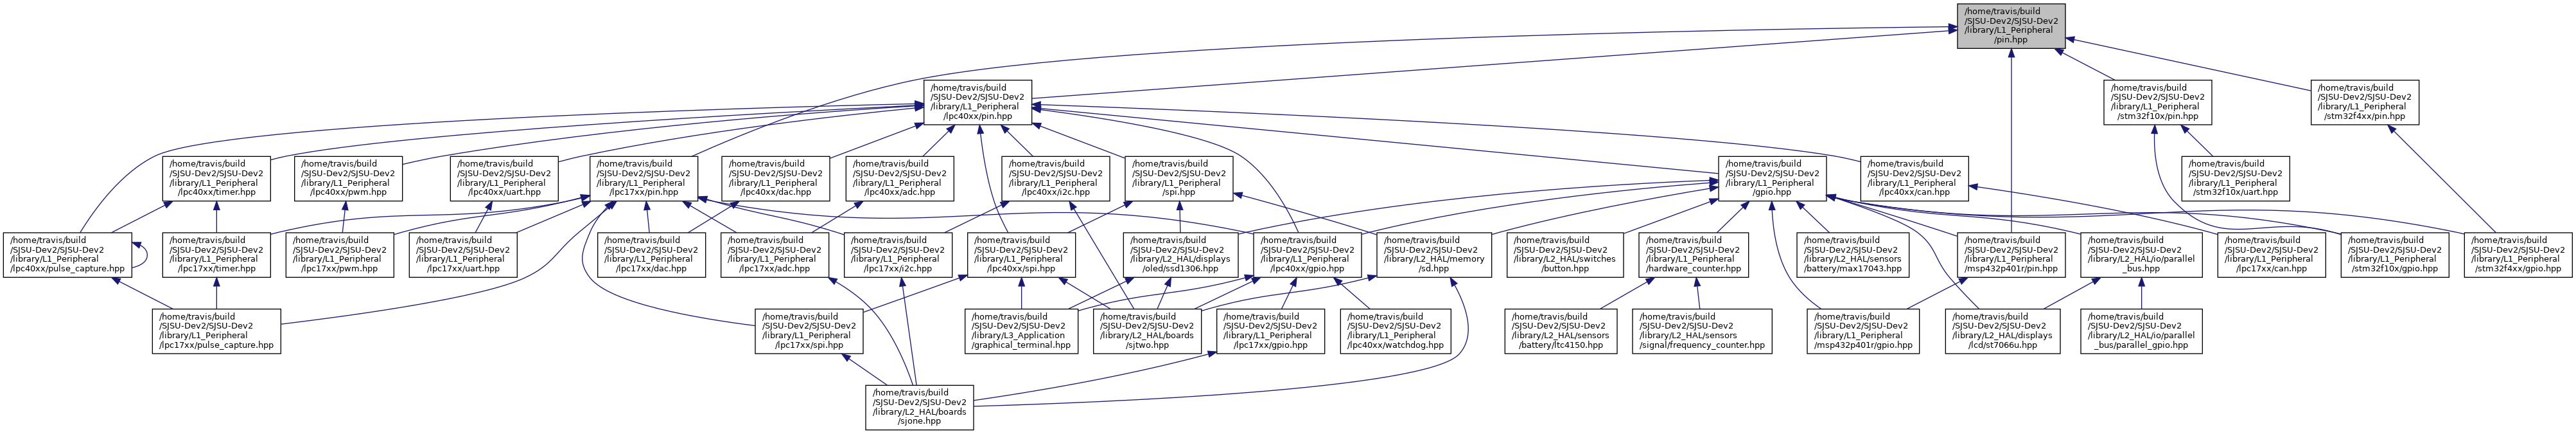 /home/travis/build
/SJSU-Dev2/SJSU-Dev2
/library/L1_Peripheral
/pin.hpp
/home/travis/build
/SJSU-Dev2/SJSU-Dev2
/library/L1_Peripheral
/lpc40xx/pin.hpp
/home/travis/build
/SJSU-Dev2/SJSU-Dev2
/library/L1_Peripheral
/stm32f10x/pin.hpp
/home/travis/build
/SJSU-Dev2/SJSU-Dev2
/library/L1_Peripheral
/stm32f4xx/pin.hpp
/home/travis/build
/SJSU-Dev2/SJSU-Dev2
/library/L1_Peripheral
/lpc40xx/timer.hpp
/home/travis/build
/SJSU-Dev2/SJSU-Dev2
/library/L1_Peripheral
/lpc40xx/pwm.hpp
/home/travis/build
/SJSU-Dev2/SJSU-Dev2
/library/L1_Peripheral
/lpc40xx/uart.hpp
/home/travis/build
/SJSU-Dev2/SJSU-Dev2
/library/L1_Peripheral
/lpc17xx/pin.hpp
/home/travis/build
/SJSU-Dev2/SJSU-Dev2
/library/L1_Peripheral
/lpc40xx/dac.hpp
/home/travis/build
/SJSU-Dev2/SJSU-Dev2
/library/L1_Peripheral
/lpc40xx/adc.hpp
/home/travis/build
/SJSU-Dev2/SJSU-Dev2
/library/L1_Peripheral
/lpc40xx/i2c.hpp
/home/travis/build
/SJSU-Dev2/SJSU-Dev2
/library/L1_Peripheral
/spi.hpp
/home/travis/build
/SJSU-Dev2/SJSU-Dev2
/library/L1_Peripheral
/gpio.hpp
/home/travis/build
/SJSU-Dev2/SJSU-Dev2
/library/L1_Peripheral
/lpc40xx/can.hpp
/home/travis/build
/SJSU-Dev2/SJSU-Dev2
/library/L1_Peripheral
/stm32f10x/uart.hpp
/home/travis/build
/SJSU-Dev2/SJSU-Dev2
/library/L1_Peripheral
/lpc40xx/pulse_capture.hpp
/home/travis/build
/SJSU-Dev2/SJSU-Dev2
/library/L1_Peripheral
/lpc17xx/timer.hpp
/home/travis/build
/SJSU-Dev2/SJSU-Dev2
/library/L1_Peripheral
/lpc17xx/pwm.hpp
/home/travis/build
/SJSU-Dev2/SJSU-Dev2
/library/L1_Peripheral
/lpc17xx/uart.hpp
/home/travis/build
/SJSU-Dev2/SJSU-Dev2
/library/L1_Peripheral
/lpc17xx/dac.hpp
/home/travis/build
/SJSU-Dev2/SJSU-Dev2
/library/L1_Peripheral
/lpc17xx/adc.hpp
/home/travis/build
/SJSU-Dev2/SJSU-Dev2
/library/L1_Peripheral
/lpc17xx/i2c.hpp
/home/travis/build
/SJSU-Dev2/SJSU-Dev2
/library/L1_Peripheral
/lpc40xx/spi.hpp
/home/travis/build
/SJSU-Dev2/SJSU-Dev2
/library/L2_HAL/displays
/oled/ssd1306.hpp
/home/travis/build
/SJSU-Dev2/SJSU-Dev2
/library/L1_Peripheral
/lpc40xx/gpio.hpp
/home/travis/build
/SJSU-Dev2/SJSU-Dev2
/library/L2_HAL/memory
/sd.hpp
/home/travis/build
/SJSU-Dev2/SJSU-Dev2
/library/L2_HAL/switches
/button.hpp
/home/travis/build
/SJSU-Dev2/SJSU-Dev2
/library/L1_Peripheral
/hardware_counter.hpp
/home/travis/build
/SJSU-Dev2/SJSU-Dev2
/library/L2_HAL/sensors
/battery/max17043.hpp
/home/travis/build
/SJSU-Dev2/SJSU-Dev2
/library/L1_Peripheral
/msp432p401r/pin.hpp
/home/travis/build
/SJSU-Dev2/SJSU-Dev2
/library/L2_HAL/io/parallel
_bus.hpp
/home/travis/build
/SJSU-Dev2/SJSU-Dev2
/library/L1_Peripheral
/lpc17xx/can.hpp
/home/travis/build
/SJSU-Dev2/SJSU-Dev2
/library/L1_Peripheral
/stm32f10x/gpio.hpp
/home/travis/build
/SJSU-Dev2/SJSU-Dev2
/library/L1_Peripheral
/stm32f4xx/gpio.hpp
/home/travis/build
/SJSU-Dev2/SJSU-Dev2
/library/L1_Peripheral
/lpc17xx/pulse_capture.hpp
/home/travis/build
/SJSU-Dev2/SJSU-Dev2
/library/L1_Peripheral
/lpc17xx/spi.hpp
/home/travis/build
/SJSU-Dev2/SJSU-Dev2
/library/L3_Application
/graphical_terminal.hpp
/home/travis/build
/SJSU-Dev2/SJSU-Dev2
/library/L2_HAL/boards
/sjtwo.hpp
/home/travis/build
/SJSU-Dev2/SJSU-Dev2
/library/L1_Peripheral
/lpc17xx/gpio.hpp
/home/travis/build
/SJSU-Dev2/SJSU-Dev2
/library/L1_Peripheral
/lpc40xx/watchdog.hpp
/home/travis/build
/SJSU-Dev2/SJSU-Dev2
/library/L2_HAL/sensors
/battery/ltc4150.hpp
/home/travis/build
/SJSU-Dev2/SJSU-Dev2
/library/L2_HAL/sensors
/signal/frequency_counter.hpp
/home/travis/build
/SJSU-Dev2/SJSU-Dev2
/library/L1_Peripheral
/msp432p401r/gpio.hpp
/home/travis/build
/SJSU-Dev2/SJSU-Dev2
/library/L2_HAL/displays
/lcd/st7066u.hpp
/home/travis/build
/SJSU-Dev2/SJSU-Dev2
/library/L2_HAL/io/parallel
_bus/parallel_gpio.hpp
/home/travis/build
/SJSU-Dev2/SJSU-Dev2
/library/L2_HAL/boards
/sjone.hpp